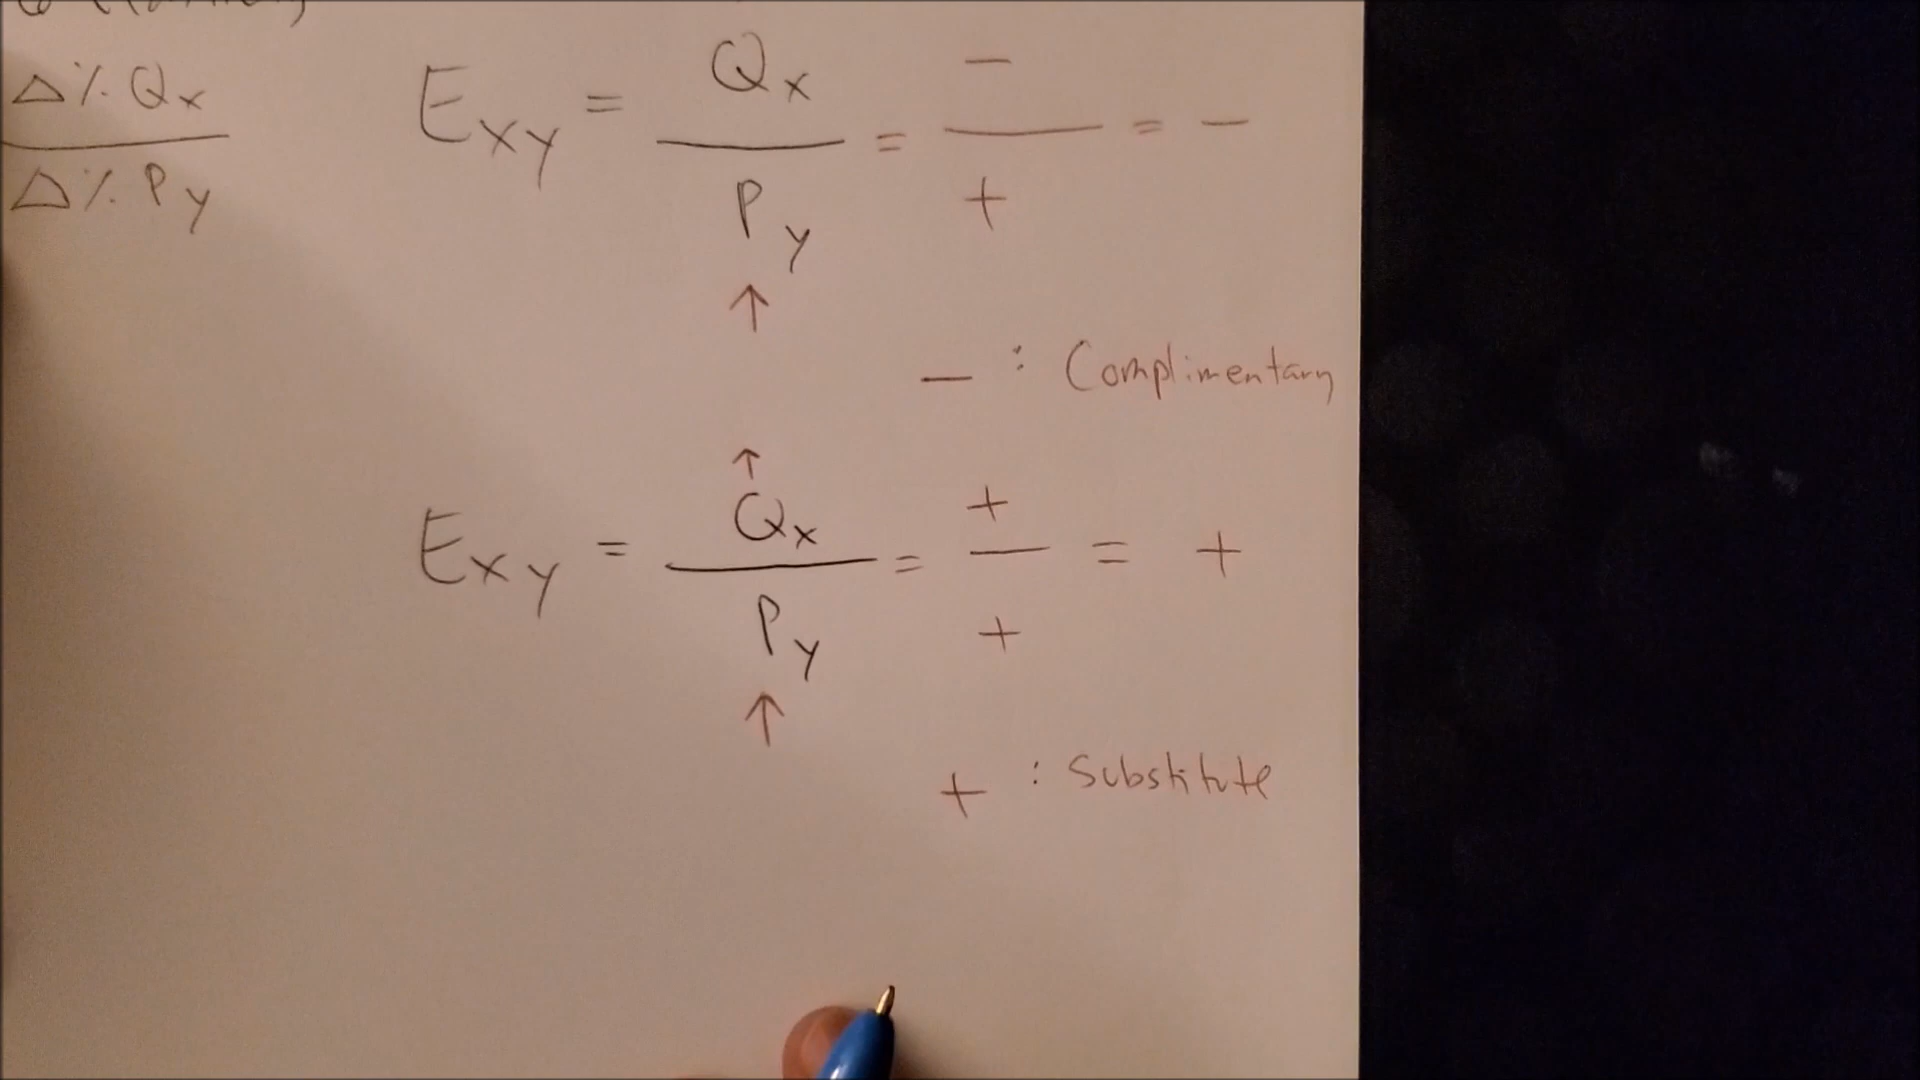 Δ% Qx
Δ% Py
Exy = Qx / Py = − / + = −
↑
− : Complimentary
↑
Exy = Qx / Py = + / + = +
↑
+ : Substitute